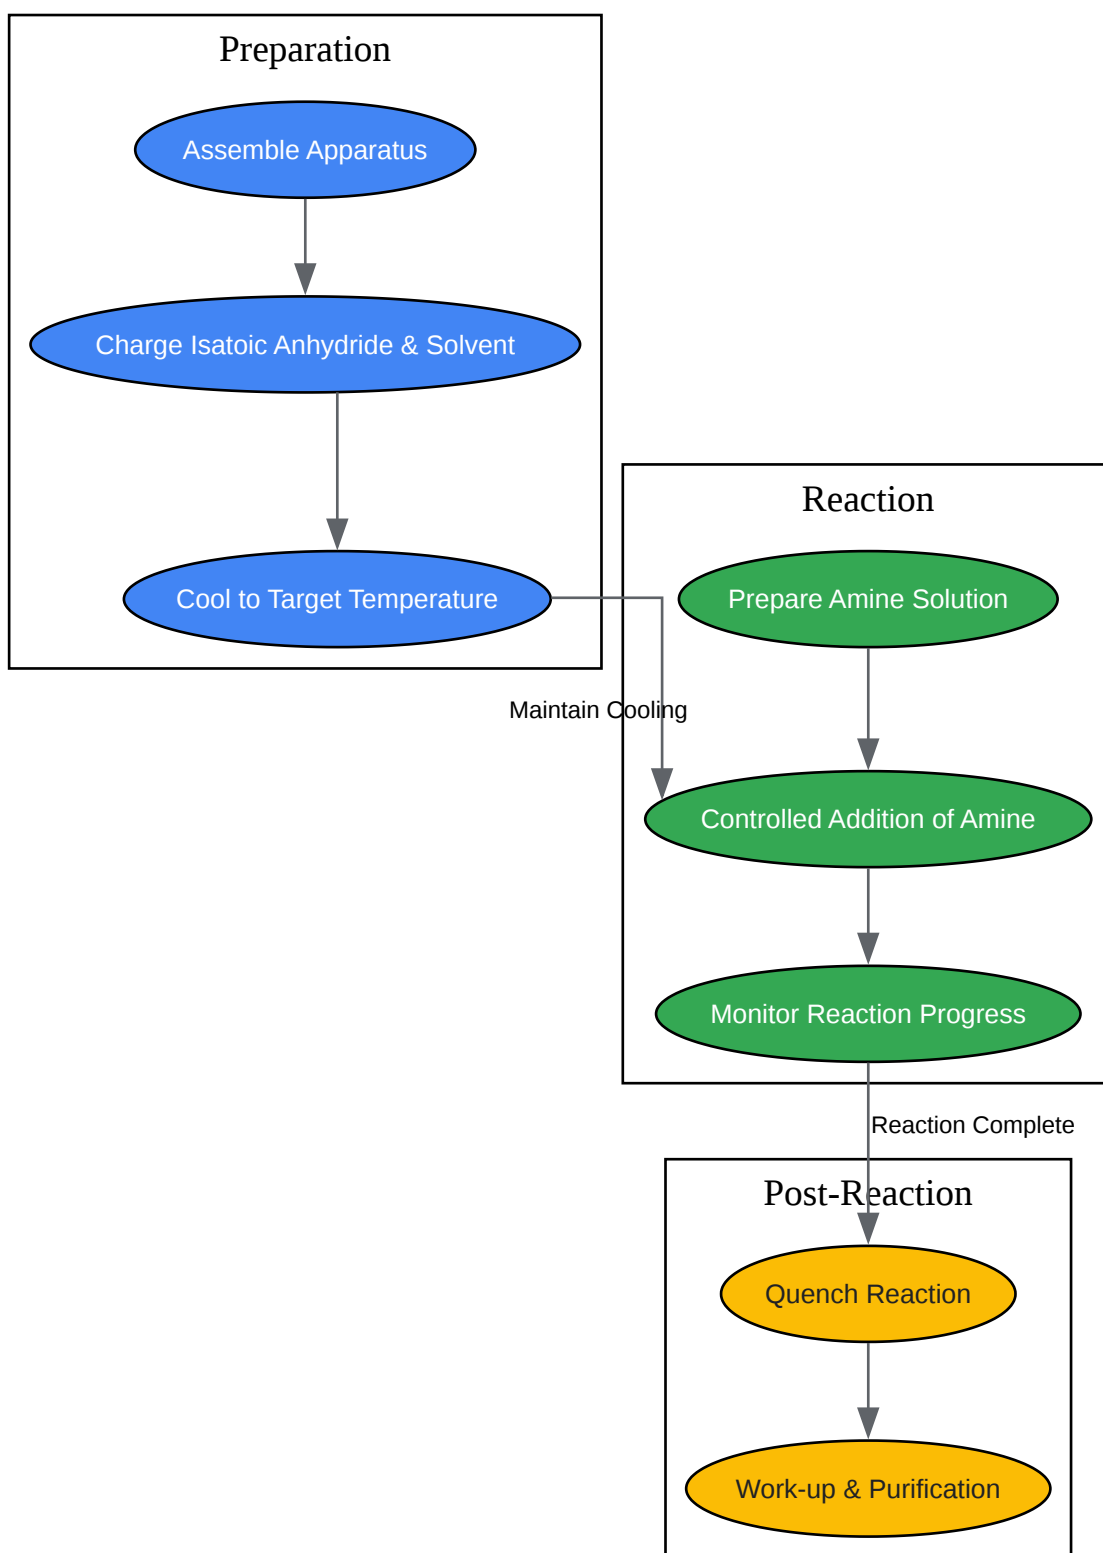 Preparation
Assemble Apparatus
Charge Isatoic Anhydride & Solvent
Cool to Target Temperature
Maintain Cooling
Reaction
Prepare Amine Solution
Controlled Addition of Amine
Monitor Reaction Progress
Reaction Complete
Post-Reaction
Quench Reaction
Work-up & Purification